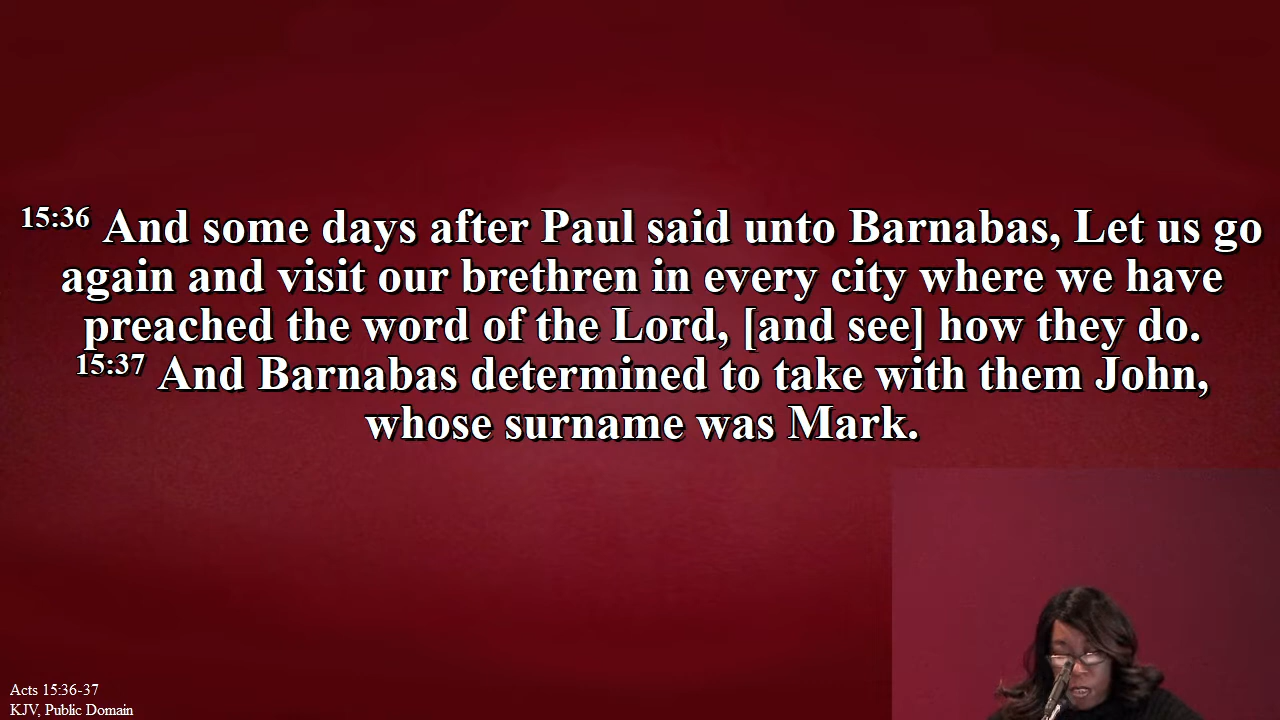 15:36 And some days after Paul said unto Barnabas, Let us go
again and visit our brethren in every city where we have
preached the word of the Lord, [and see] how they do.
15:37 And Barnabas determined to take with them John,
whose surname was Mark.
Acts 15:36-37
KJV, Public Domain